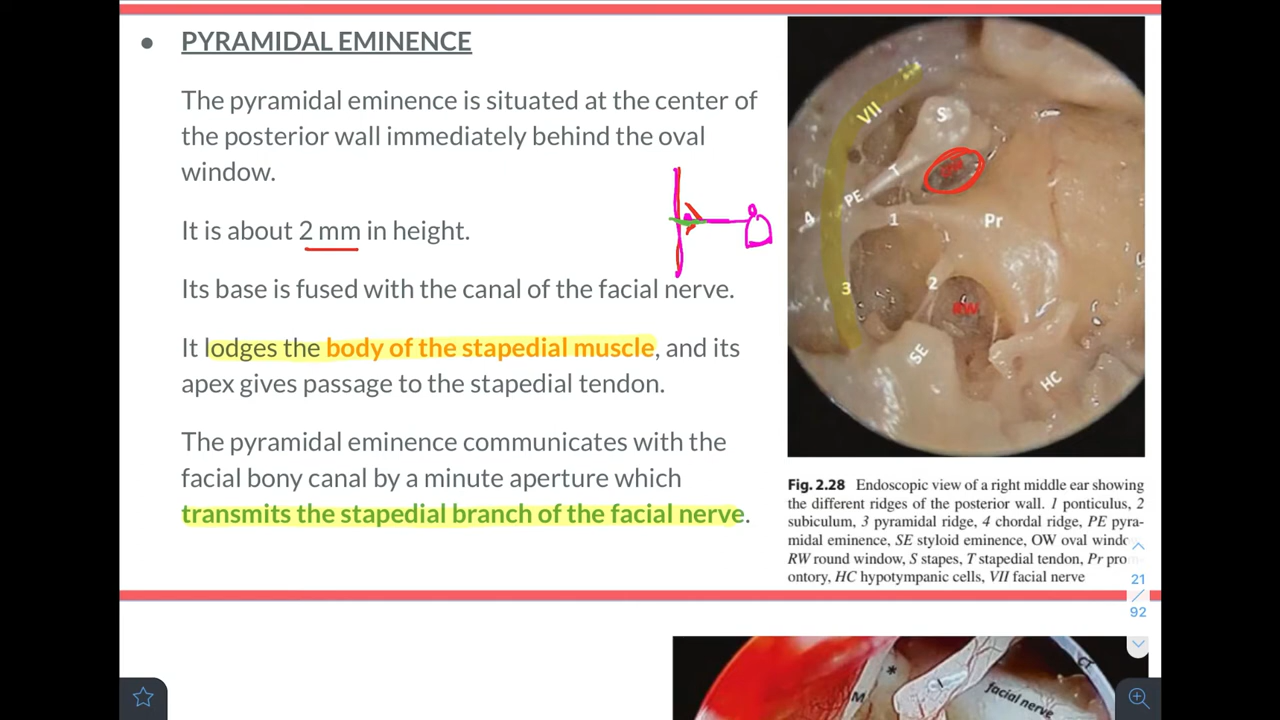 PYRAMIDAL EMINENCE
The pyramidal eminence is situated at the center of
the posterior wall immediately behind the oval
window.
It is about 2 mm in height.
Its base is fused with the canal of the facial nerve.
It lodges the body of the stapedial muscle, and its
apex gives passage to the stapedial tendon.
The pyramidal eminence communicates with the
facial bony canal by a minute aperture which
transmits the stapedial branch of the facial nerve.
VII
S
T
PE
4
1
Pr
3
2
RW
SE
HC
Fig. 2.28 Endoscopic view of a right middle ear showing
the different ridges of the posterior wall. 1 ponticulus, 2
subiculum, 3 pyramidal ridge, 4 chordal ridge, PE pyra-
midal eminence, SE styloid eminence, OW oval
RW round window, S stapes, T stapedial tendon, Pr
ontory, HC hypotympanic cells, VII facial nerve
21
92
M
*
I
CT
facial nerve